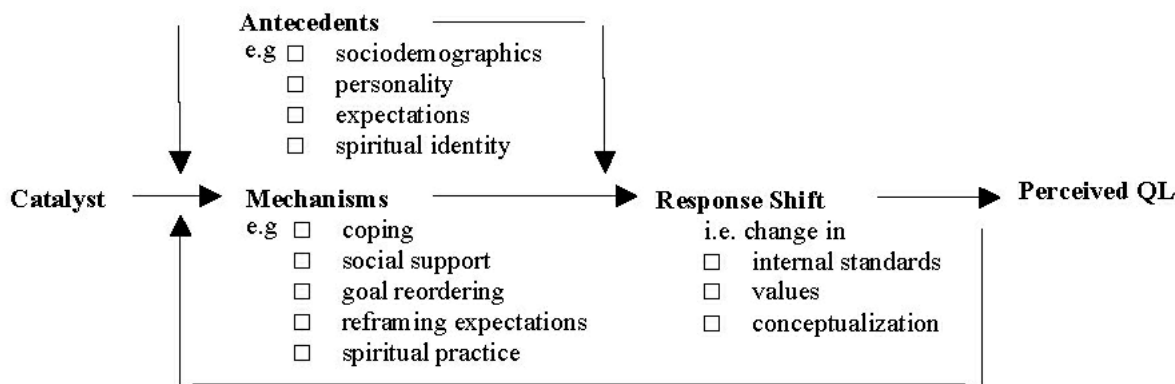 Antecedents
e.g □ sociodemographics
□ personality
□ expectations
□ spiritual identity
Catalyst
Mechanisms
e.g □ coping
□ social support
□ goal reordering
□ reframing expectations
□ spiritual practice
Response Shift
i.e. change in
□ internal standards
□ values
□ conceptualization
Perceived QL